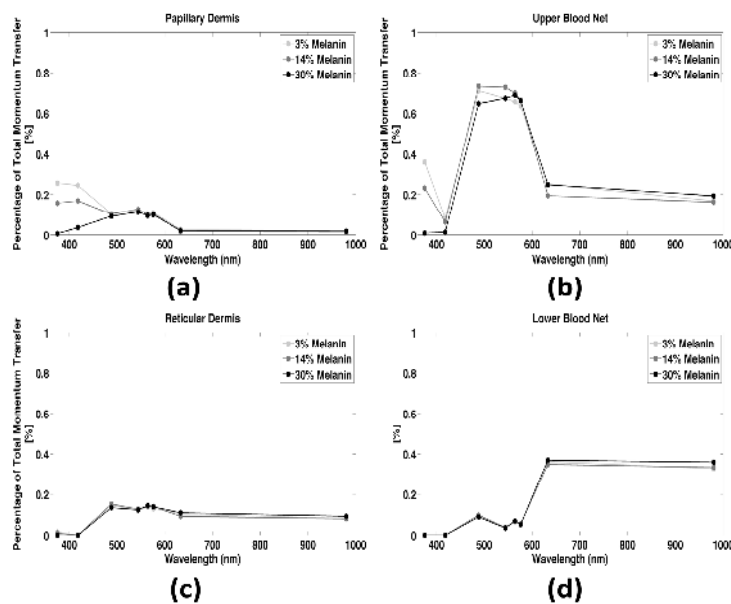 Papillary Dermis
Percentage of Total Momentum Transfer
[%]
1
0.8
0.6
0.4
0.2
0
3% Melanin
14% Melanin
30% Melanin
400 500 600 700 800 900 1000
Wavelength (nm)
(a)
Upper Blood Net
Percentage of Total Momentum Transfer
[%]
1
0.8
0.6
0.4
0.2
0
3% Melanin
14% Melanin
30% Melanin
400 500 600 700 800 900 1000
Wavelength (nm)
(b)
Reticular Dermis
Percentage of Total Momentum Transfer
[%]
1
0.8
0.6
0.4
0.2
0
3% Melanin
14% Melanin
30% Melanin
400 500 600 700 800 900 1000
Wavelength (nm)
(c)
Lower Blood Net
Percentage of Total Momentum Transfer
[%]
1
0.8
0.6
0.4
0.2
0
3% Melanin
14% Melanin
30% Melanin
400 500 600 700 800 900 1000
Wavelength (nm)
(d)